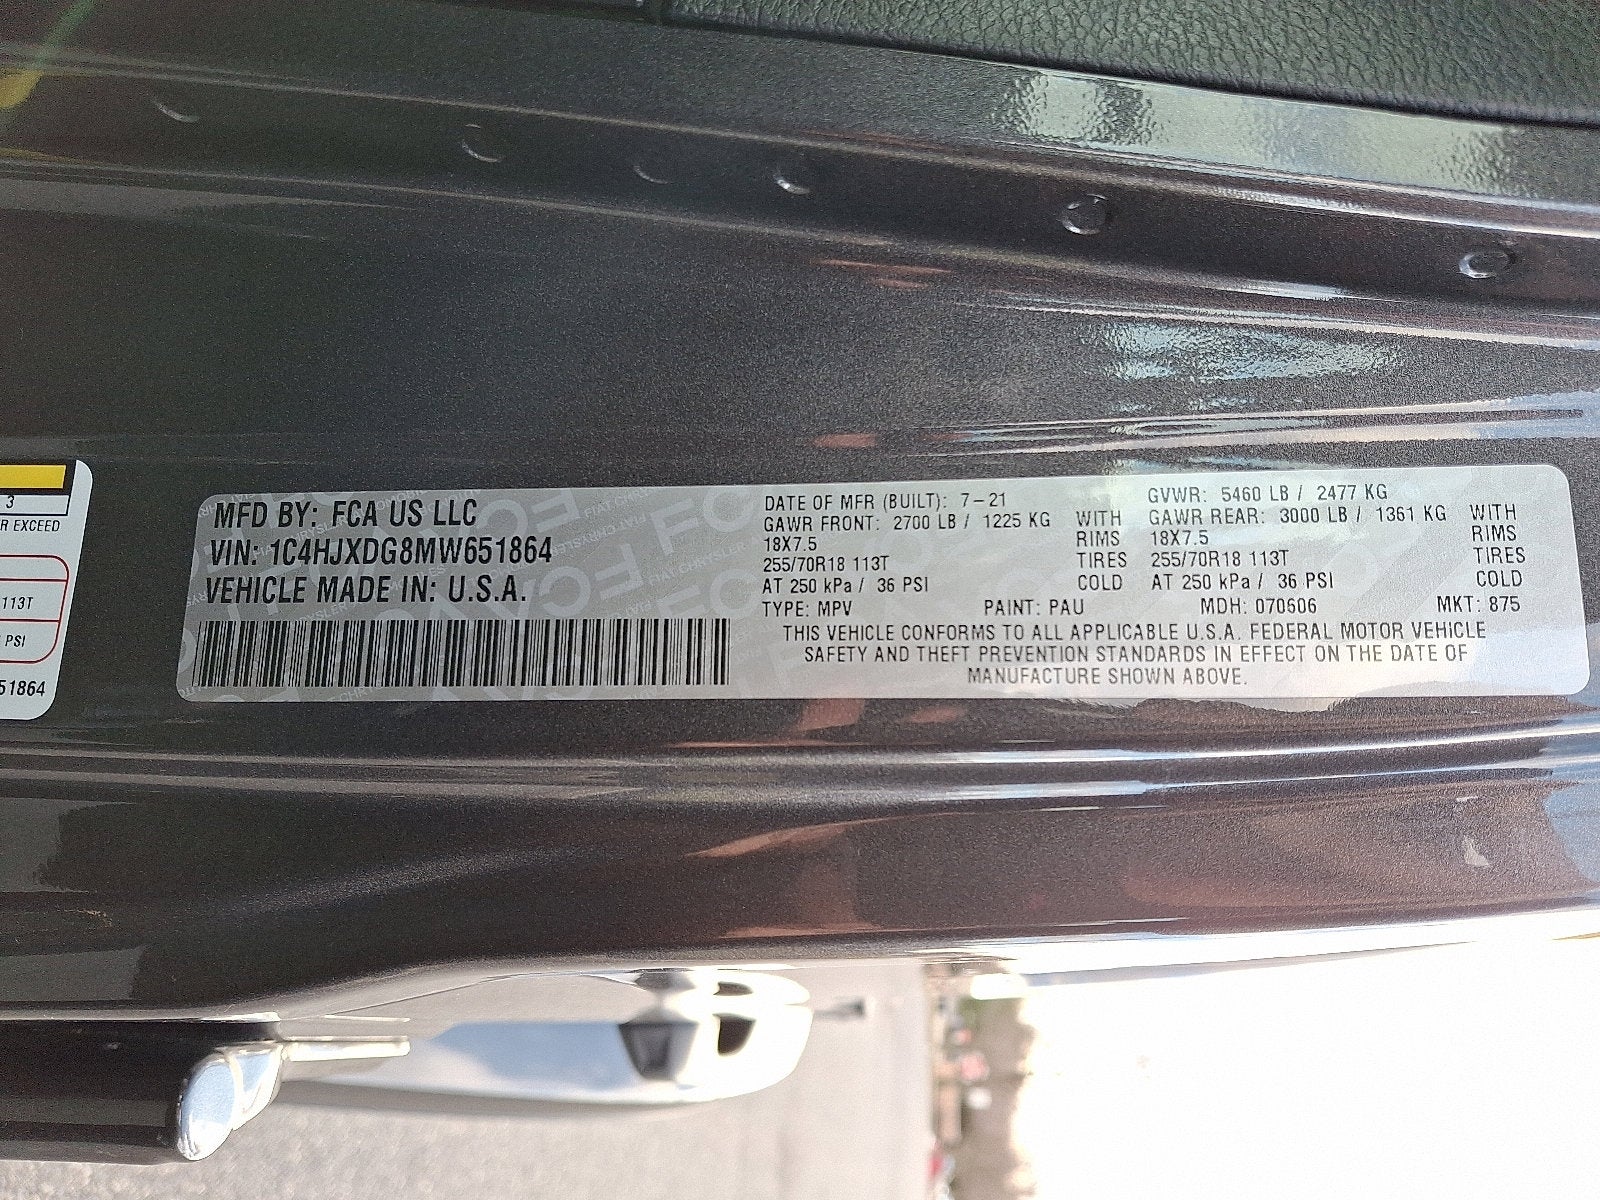 3
R EXCEED
113T
PSI
51864
MFD BY: FCA US LLC
VIN: 1C4HJXDG8MW651864
VEHICLE MADE IN: U.S.A.
DATE OF MFR (BUILT): 7-21
GAWR FRONT: 2700 LB / 1225 KG WITH
18X7.5 RIMS
255/70R18 113T TIRES
AT 250 kPa / 36 PSI COLD
GVWR: 5460 LB / 2477 KG
GAWR REAR: 3000 LB / 1361 KG WITH
18X7.5 RIMS
255/70R18 113T TIRES
AT 250 kPa / 36 PSI COLD
TYPE: MPV PAINT: PAU MDH: 070606 MKT: 875
THIS VEHICLE CONFORMS TO ALL APPLICABLE U.S.A. FEDERAL MOTOR VEHICLE
SAFETY AND THEFT PREVENTION STANDARDS IN EFFECT ON THE DATE OF
MANUFACTURE SHOWN ABOVE.